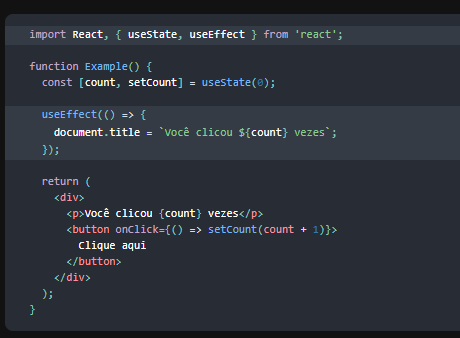 import React, { useState, useEffect } from 'react';
function Example() {
const [count, setCount] = useState(0);
useEffect(() => {
document.title = `Você clicou ${count} vezes`;
});
return (
<div>
<p>Você clicou {count} vezes</p>
<button onClick={() => setCount(count + 1)}>
Clique aqui
</button>
</div>
);
}